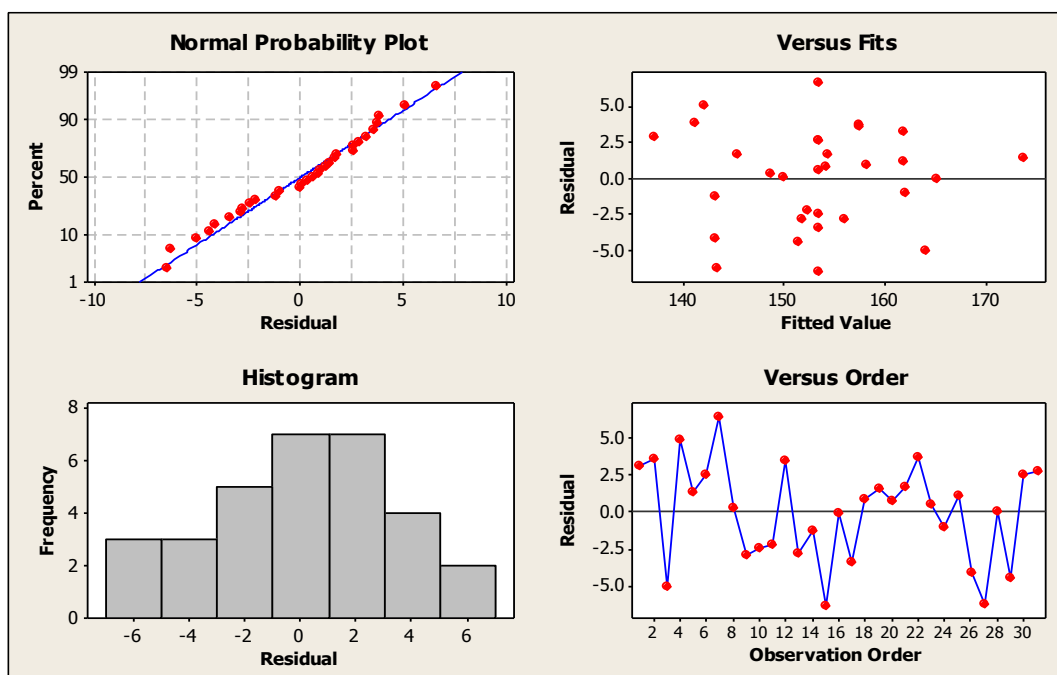 Normal Probability Plot
99
90
50
10
1
Percent
-10 -5 0 5 10
Residual
Versus Fits
5.0
2.5
0.0
-2.5
-5.0
Residual
140 150 160 170
Fitted Value
Histogram
8
6
4
2
0
Frequency
-6 -4 -2 0 2 4 6
Residual
Versus Order
5.0
2.5
0.0
-2.5
-5.0
Residual
2 4 6 8 10 12 14 16 18 20 22 24 26 28 30
Observation Order